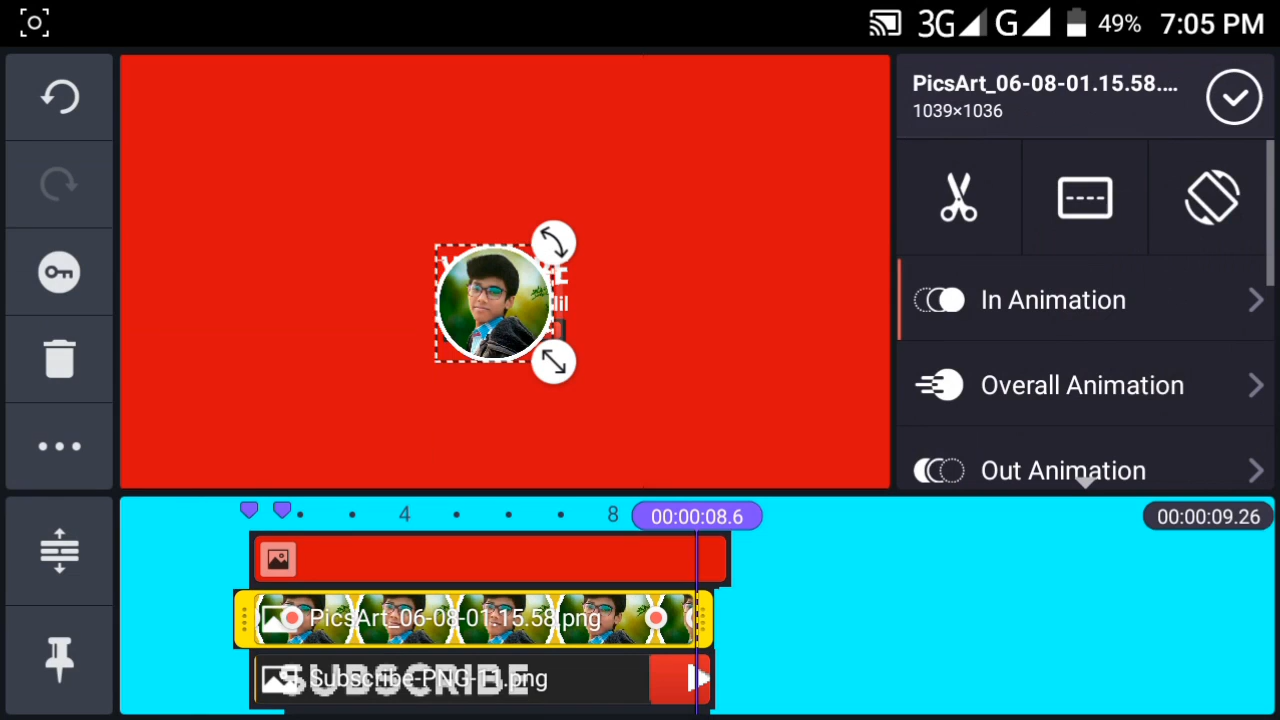 3G G 49% 7:05 PM
PicsArt_06-08-01.15.58....
1039×1036
In Animation
Overall Animation
Out Animation
4
8
00:00:08.6
00:00:09.26
PicsArt_06-08-01.15.58.png
SUBSCRIBE
Subscribe-PNG-11.png